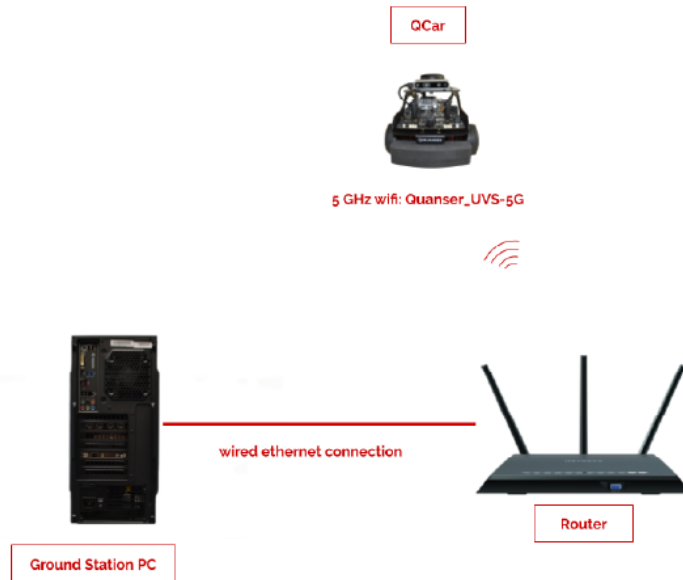 QCar
5 GHz wifi: Quanser_UVS-5G
wired ethernet connection
Router
Ground Station PC